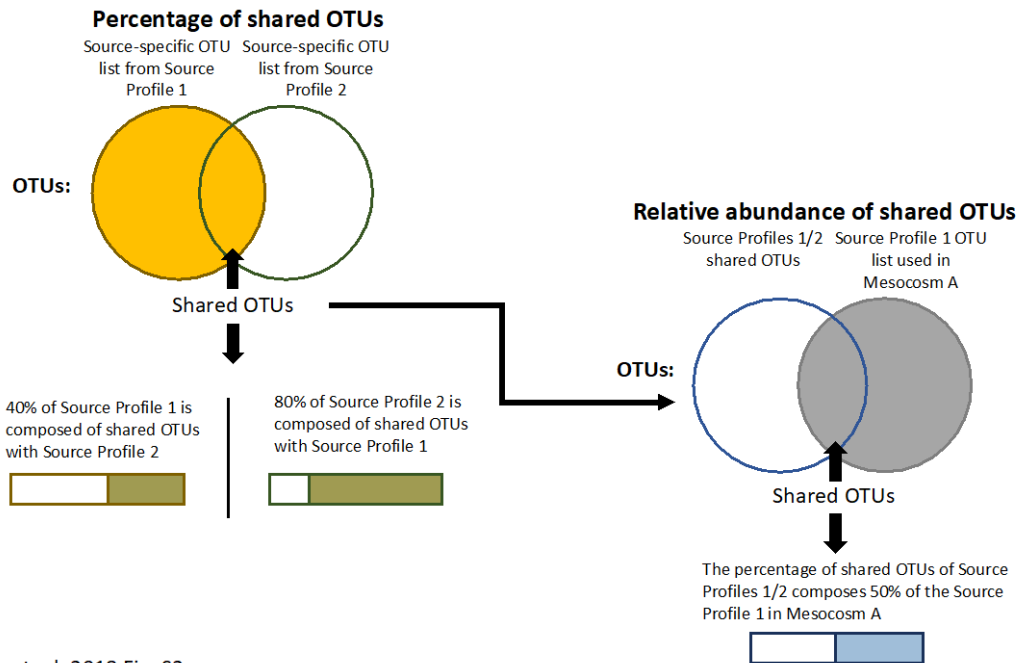 Percentage of shared OTUs
Source-specific OTU
list from Source
Profile 1
Source-specific OTU
list from Source
Profile 2
OTUs:
Shared OTUs
40% of Source Profile 1 is
composed of shared OTUs
with Source Profile 2
80% of Source Profile 2 is
composed of shared OTUs
with Source Profile 1
Relative abundance of shared OTUs
Source Profiles 1/2
shared OTUs
Source Profile 1 OTU
list used in
Mesocosm A
OTUs:
Shared OTUs
The percentage of shared OTUs of Source
Profiles 1/2 composes 50% of the Source
Profile 1 in Mesocosm A